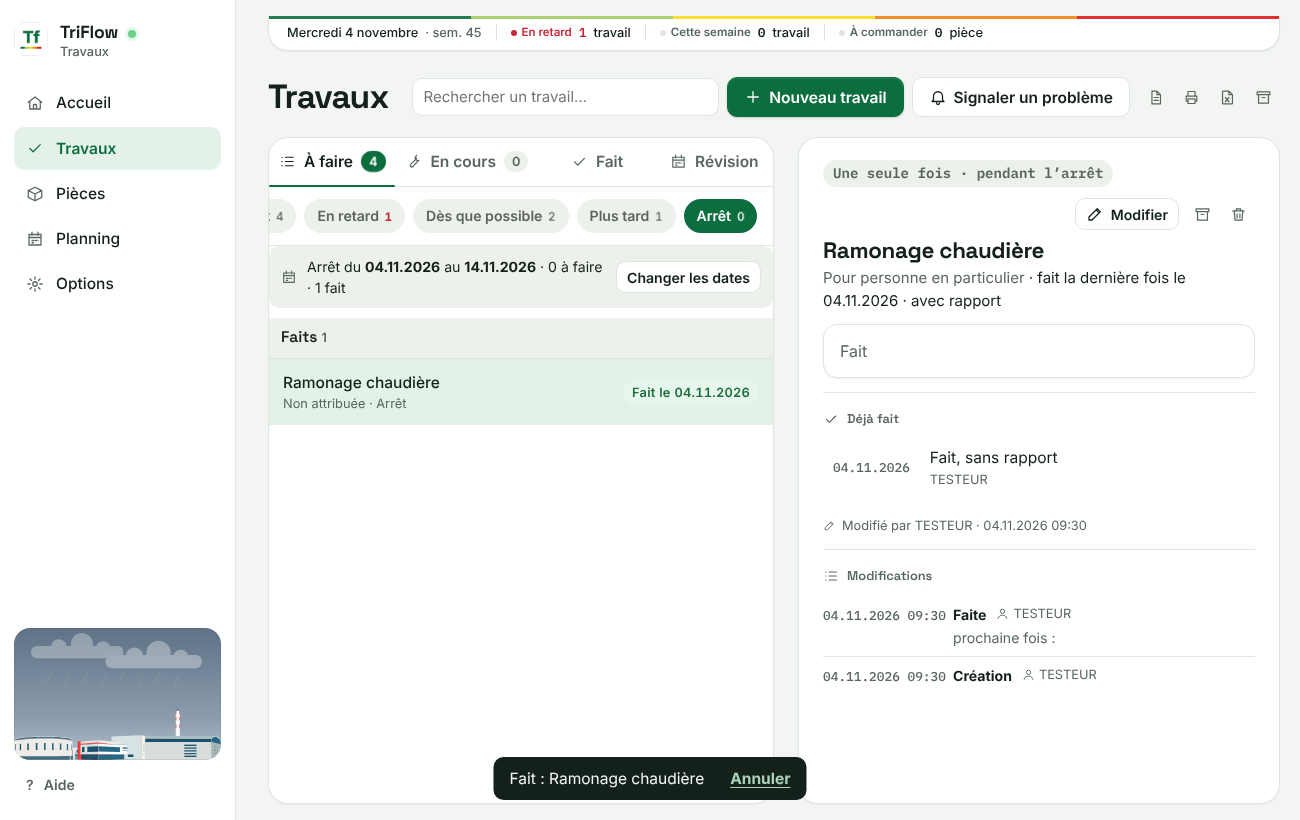 Tf
TriFlow
Travaux
Accueil
Travaux
Pièces
Planning
Options
? Aide
Mercredi 4 novembre · sem. 45
En retard 1 travail
Cette semaine 0 travail
À commander 0 pièce
Travaux
Rechercher un travail...
Nouveau travail
Signaler un problème
À faire 4
En cours 0
Fait
Révision
4
En retard 1
Dès que possible 2
Plus tard 1
Arrêt 0
Arrêt du 04.11.2026 au 14.11.2026 · 0 à faire
· 1 fait
Changer les dates
Faits 1
Ramonage chaudière
Non attribuée · Arrêt
Fait le 04.11.2026
Une seule fois · pendant l’arrêt
Modifier
Ramonage chaudière
Pour personne en particulier · fait la dernière fois le
04.11.2026 · avec rapport
Fait
Déjà fait
04.11.2026
Fait, sans rapport
TESTEUR
Modifié par TESTEUR · 04.11.2026 09:30
Modifications
04.11.2026 09:30 Faite TESTEUR
prochaine fois :
04.11.2026 09:30 Création TESTEUR
Fait : Ramonage chaudière Annuler